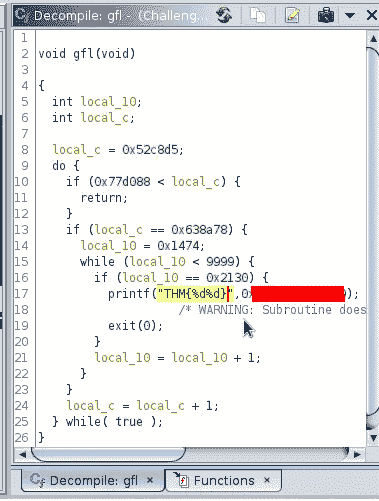 Decompile: gfl - (Challeng...
1
2 void gfl(void)
3
4 {
5 int local_10;
6 int local_c;
7
8 local_c = 0x52c8d5;
9 do {
10 if (0x77d088 < local_c) {
11 return;
12 }
13 if (local_c == 0x638a78) {
14 local_10 = 0x1474;
15 while (local_10 < 9999) {
16 if (local_10 == 0x2130) {
17 printf("THM{%d%d}",0 );
18 /* WARNING: Subroutine does
19 exit(0);
20 }
21 local_10 = local_10 + 1;
22 }
23 }
24 local_c = local_c + 1;
25 } while( true );
26 }
Decompile: gfl × Functions ×